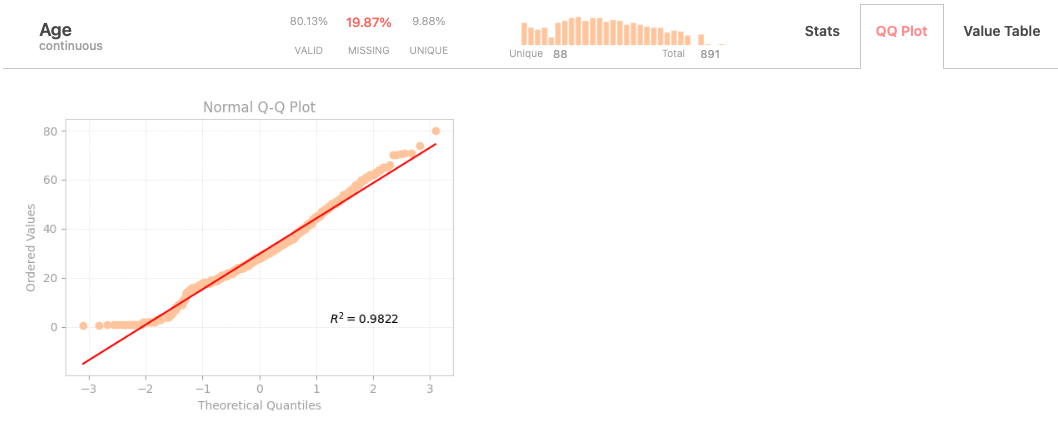 Age
continuous
80.13% 19.87% 9.88%
VALID MISSING UNIQUE
Unique 88 Total 891
Stats QQ Plot Value Table
Normal Q-Q Plot
Ordered Values
80
60
40
20
0
R² = 0.9822
−3 −2 −1 0 1 2 3
Theoretical Quantiles